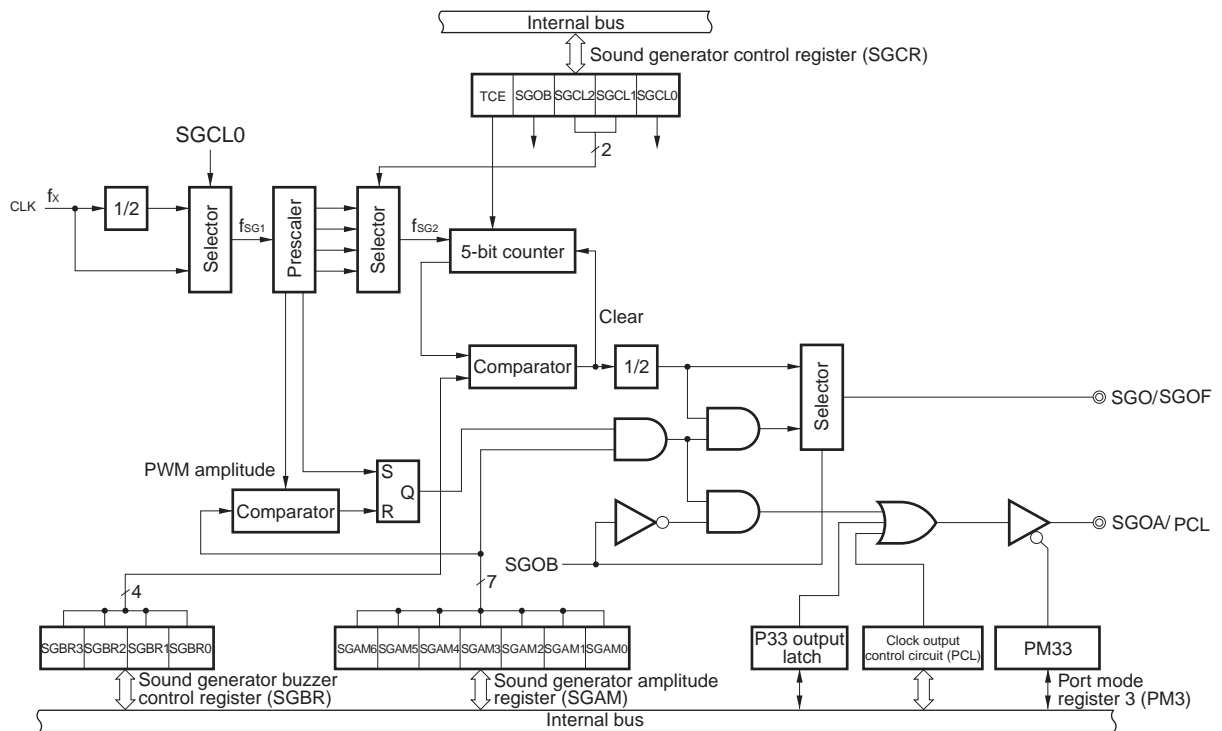 Internal bus
Sound generator control register (SGCR)
TCE SGOB SGCL2 SGCL1 SGCL0
2
SGCL0
CLK fX
1/2
Selector
fSG1
Prescaler
Selector
fSG2
5-bit counter
Clear
Comparator
1/2
Selector
SGO/SGOF
PWM amplitude
S
Q
R
Comparator
SGOB
SGOA/PCL
4
7
SGBR3 SGBR2 SGBR1 SGBR0
SGAM6 SGAM5 SGAM4 SGAM3 SGAM2 SGAM1 SGAM0
P33 output
latch
Clock output
control circuit (PCL)
PM33
Sound generator buzzer
control register (SGBR)
Sound generator amplitude
register (SGAM)
Port mode
register 3 (PM3)
Internal bus